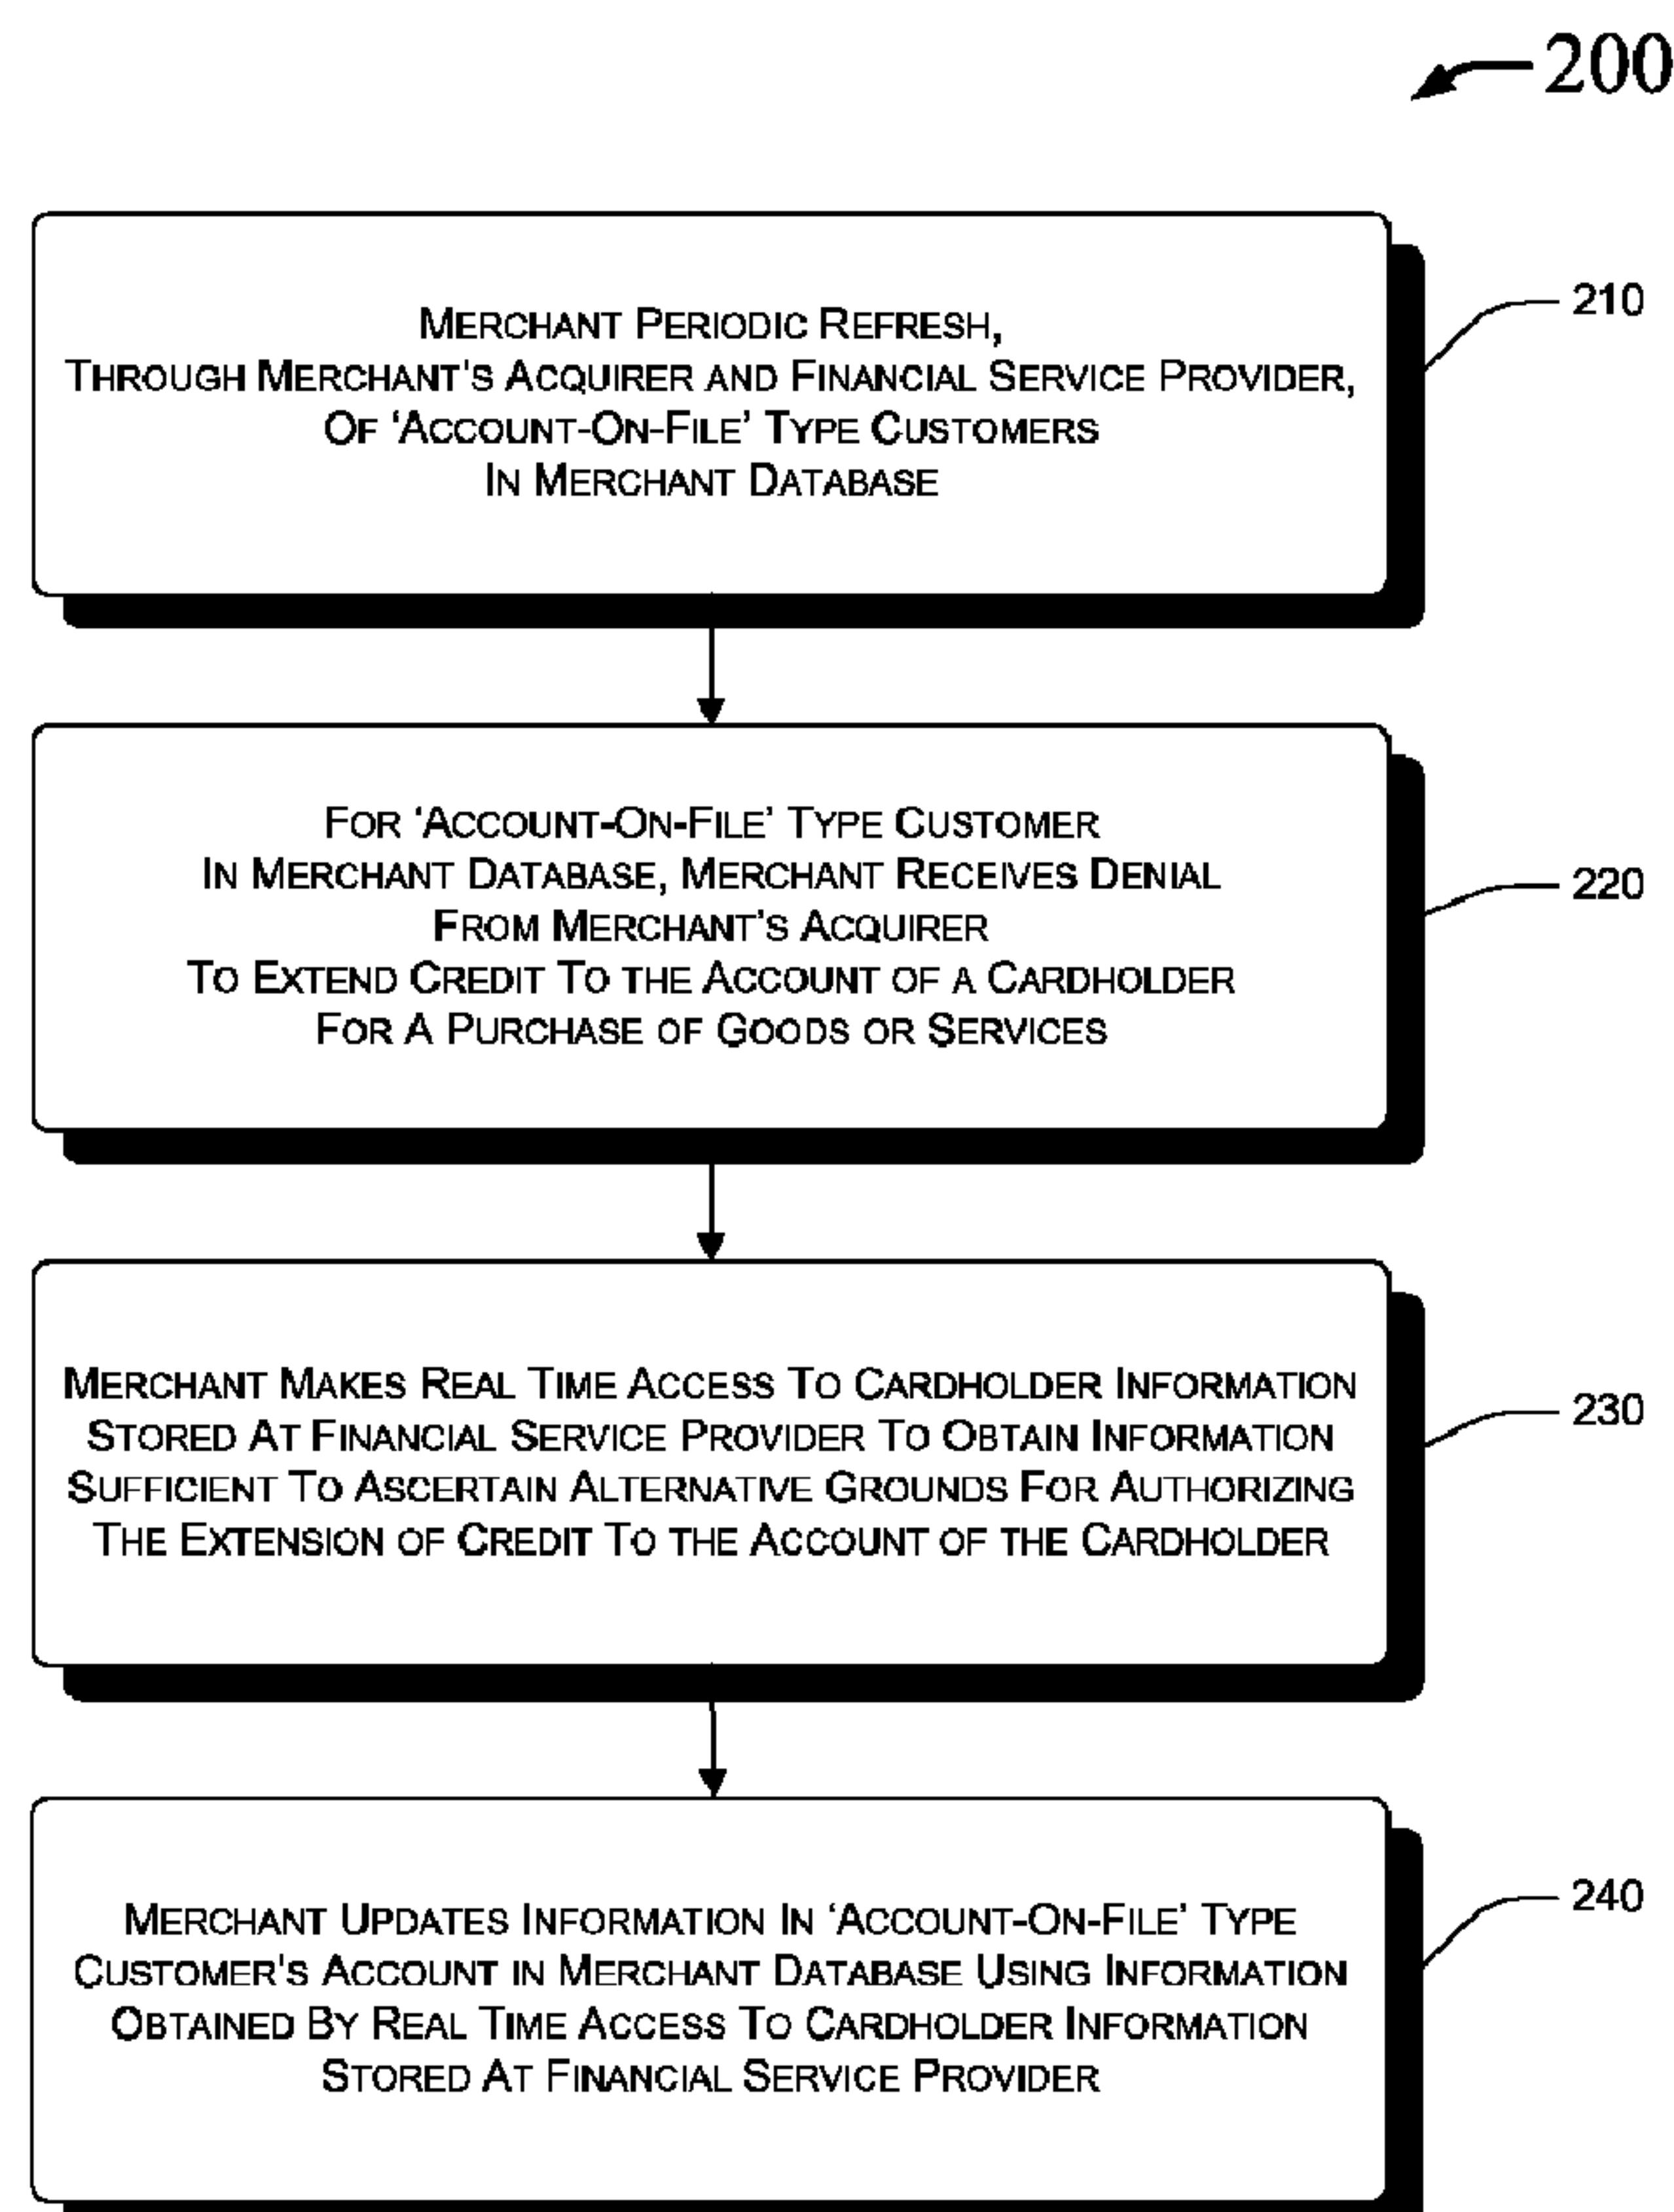 200
MERCHANT PERIODIC REFRESH,
THROUGH MERCHANT'S ACQUIRER AND FINANCIAL SERVICE PROVIDER,
OF ‘ACCOUNT-ON-FILE’ TYPE CUSTOMERS
IN MERCHANT DATABASE
210
FOR ‘ACCOUNT-ON-FILE’ TYPE CUSTOMER
IN MERCHANT DATABASE, MERCHANT RECEIVES DENIAL
FROM MERCHANT’S ACQUIRER
TO EXTEND CREDIT TO THE ACCOUNT OF A CARDHOLDER
FOR A PURCHASE OF GOODS OR SERVICES
220
MERCHANT MAKES REAL TIME ACCESS TO CARDHOLDER INFORMATION
STORED AT FINANCIAL SERVICE PROVIDER TO OBTAIN INFORMATION
SUFFICIENT TO ASCERTAIN ALTERNATIVE GROUNDS FOR AUTHORIZING
THE EXTENSION OF CREDIT TO THE ACCOUNT OF THE CARDHOLDER
230
MERCHANT UPDATES INFORMATION IN ‘ACCOUNT-ON-FILE’ TYPE
CUSTOMER'S ACCOUNT IN MERCHANT DATABASE USING INFORMATION
OBTAINED BY REAL TIME ACCESS TO CARDHOLDER INFORMATION
STORED AT FINANCIAL SERVICE PROVIDER
240